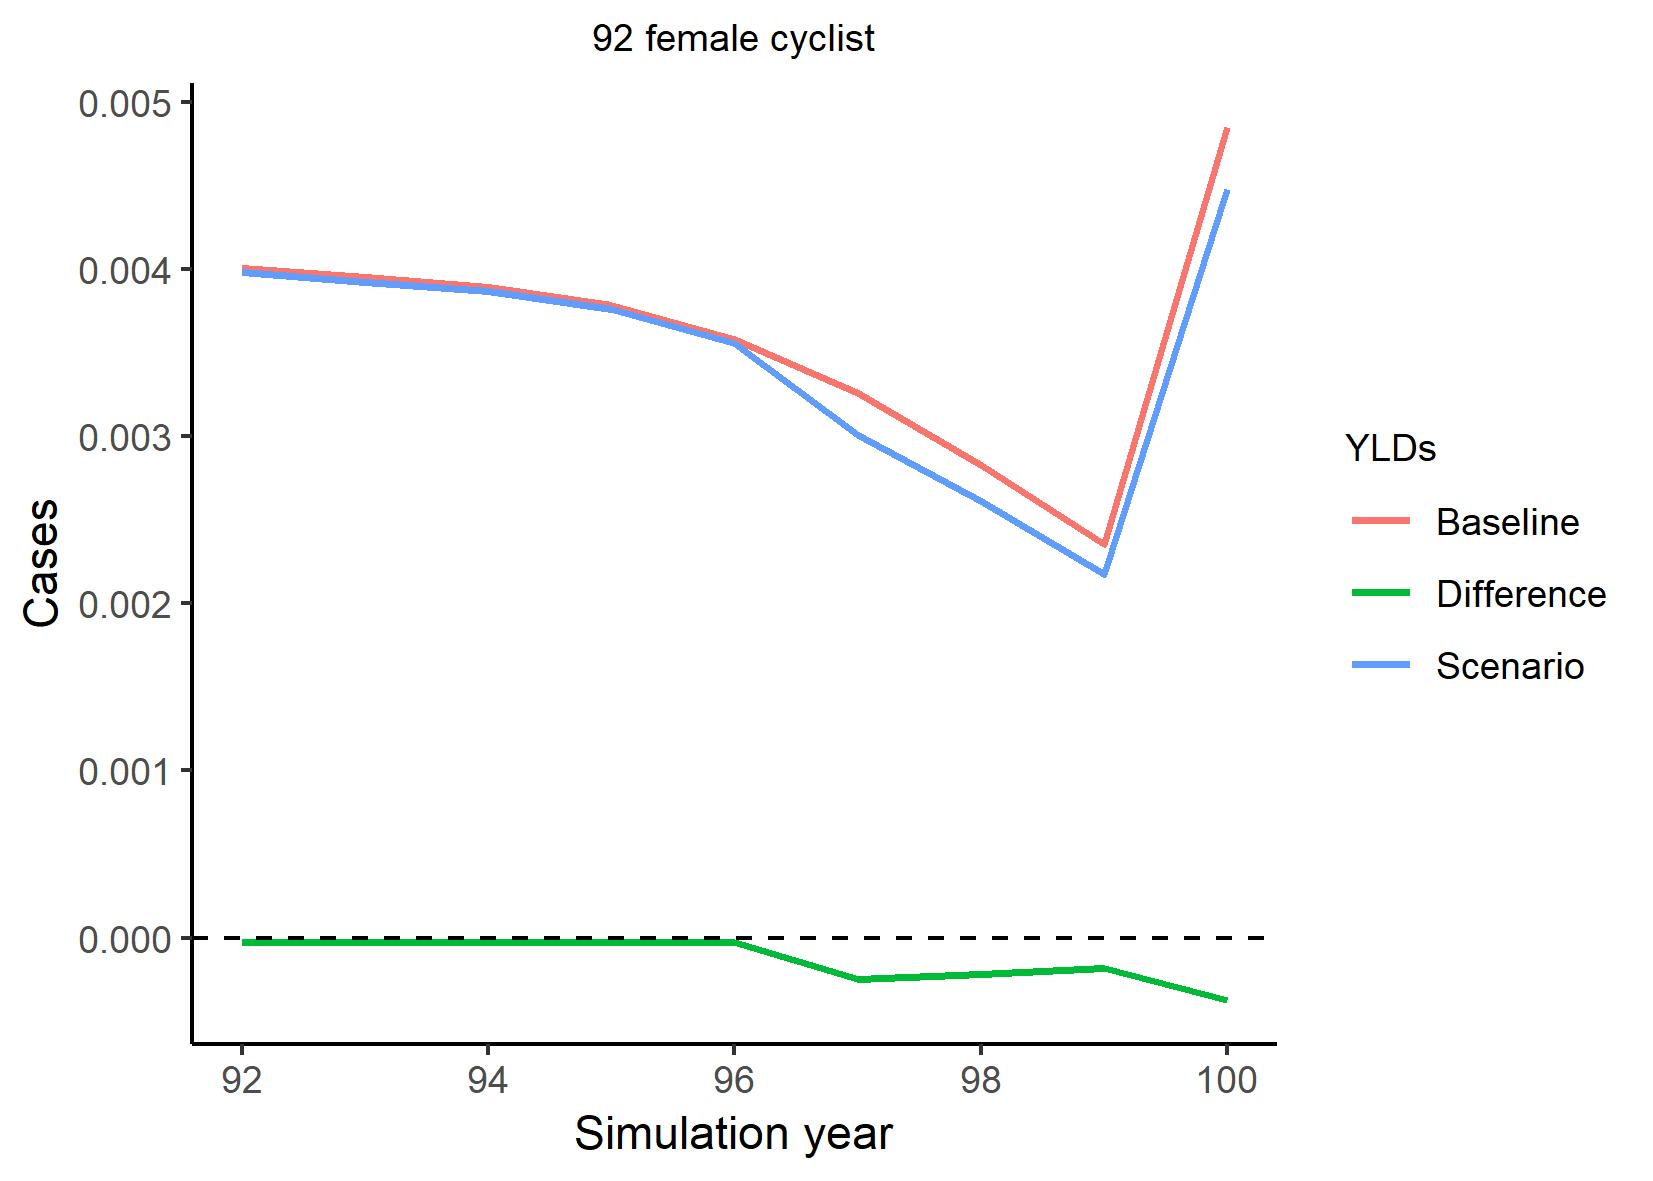 92 female cyclist
0.005
0.004
0.003
0.002
0.001
0.000
Cases
92 94 96 98 100
Simulation year
YLDs
Baseline
Difference
Scenario